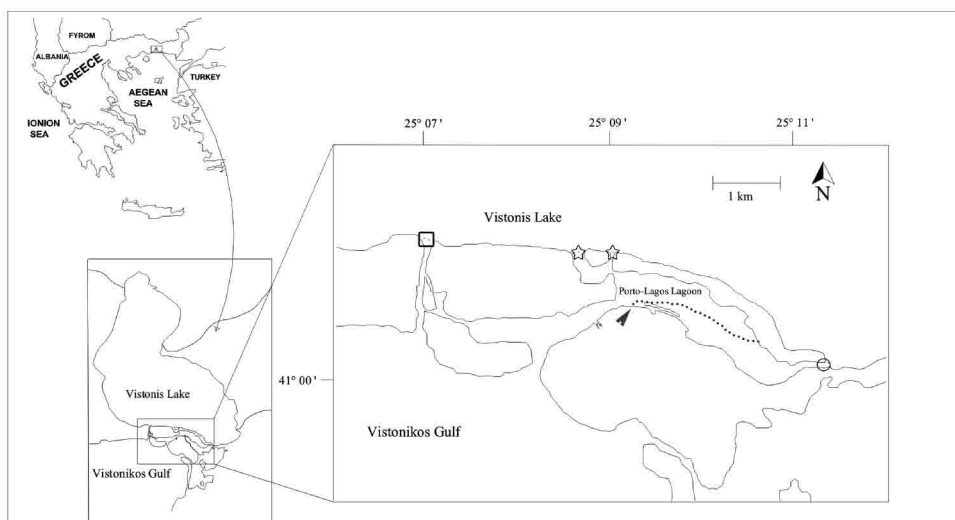 FYROM
ALBANIA
GREECE
TURKEY
AEGEAN
SEA
IONION
SEA
Vistonis Lake
Vistonikos Gulf
25° 07'
25° 09'
25° 11'
1 km
N
Vistonis Lake
Porto-Lagos Lagoon
41° 00'
Vistonikos Gulf